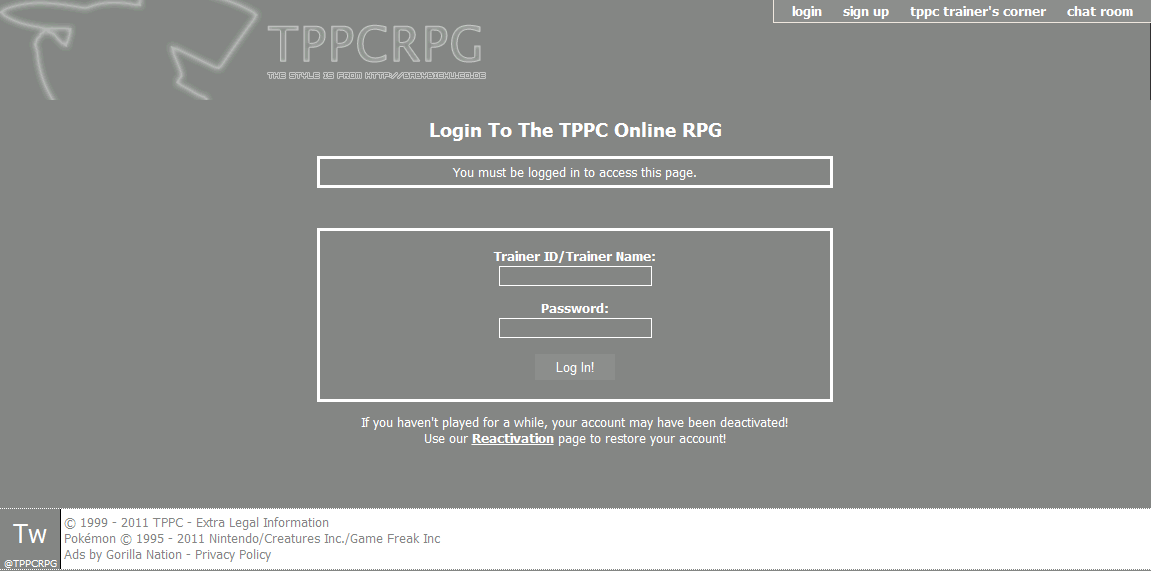 login sign up tppc trainer's corner chat room
TPPCRPG
THE STYLE IS FROM HTTP://BABYBICHU.CO.DE
Login To The TPPC Online RPG
You must be logged in to access this page.
Trainer ID/Trainer Name:
Password:
Log In!
If you haven't played for a while, your account may have been deactivated!
Use our Reactivation page to restore your account!
Tw
@TPPCRPG
© 1999 - 2011 TPPC - Extra Legal Information
Pokémon © 1995 - 2011 Nintendo/Creatures Inc./Game Freak Inc
Ads by Gorilla Nation - Privacy Policy